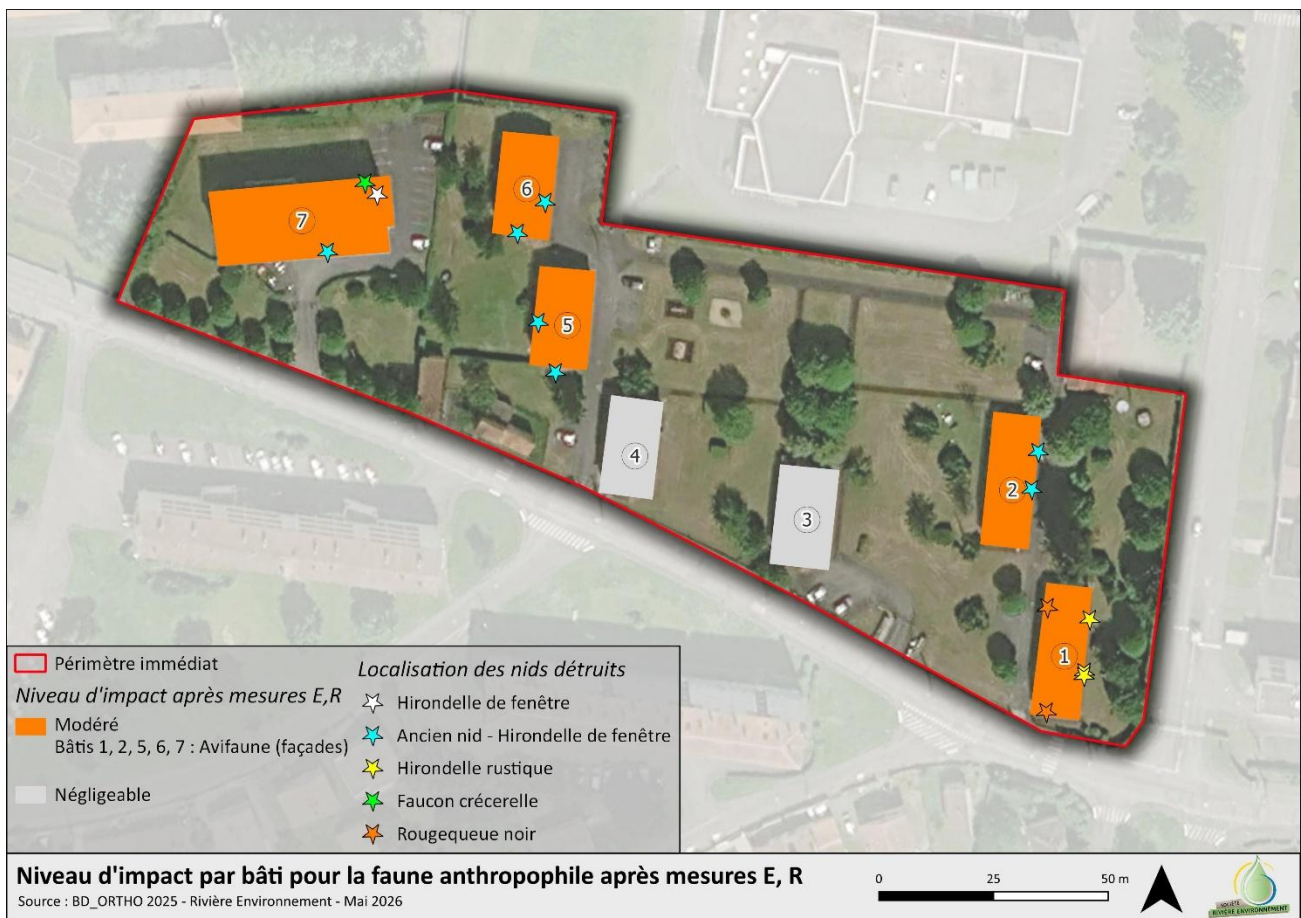 7
6
5
4
3
2
1
Périmètre immédiat
Niveau d'impact après mesures E,R
Modéré
Bâtis 1, 2, 5, 6, 7 : Avifaune (façades)
Négligeable
Localisation des nids détruits
Hirondelle de fenêtre
Ancien nid - Hirondelle de fenêtre
Hirondelle rustique
Faucon crécerelle
Rougequeue noir
Niveau d'impact par bâti pour la faune anthropophile après mesures E, R
Source : BD_ORTHO 2025 - Rivière Environnement - Mai 2026
0 25 50 m
SOCIÉTÉ
RIVIÈRE ENVIRONNEMENT